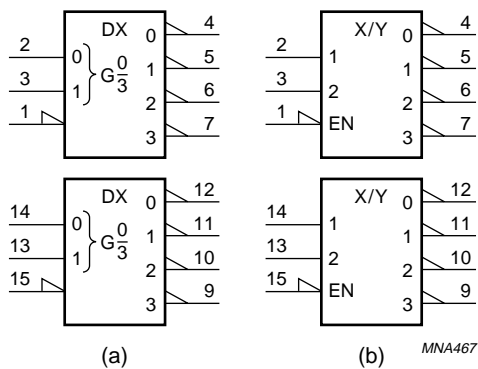 DX 0 4
2 0
1 5
3 1 G 0/3
2 6
1
3 7
X/Y 0 4
2 1
1 5
3 2
2 6
1 EN
3 7
DX 0 12
14 0
1 11
13 1 G 0/3
2 10
15
3 9
X/Y 0 12
14 1
1 11
13 2
2 10
15 EN
3 9
(a)
(b)
MNA467